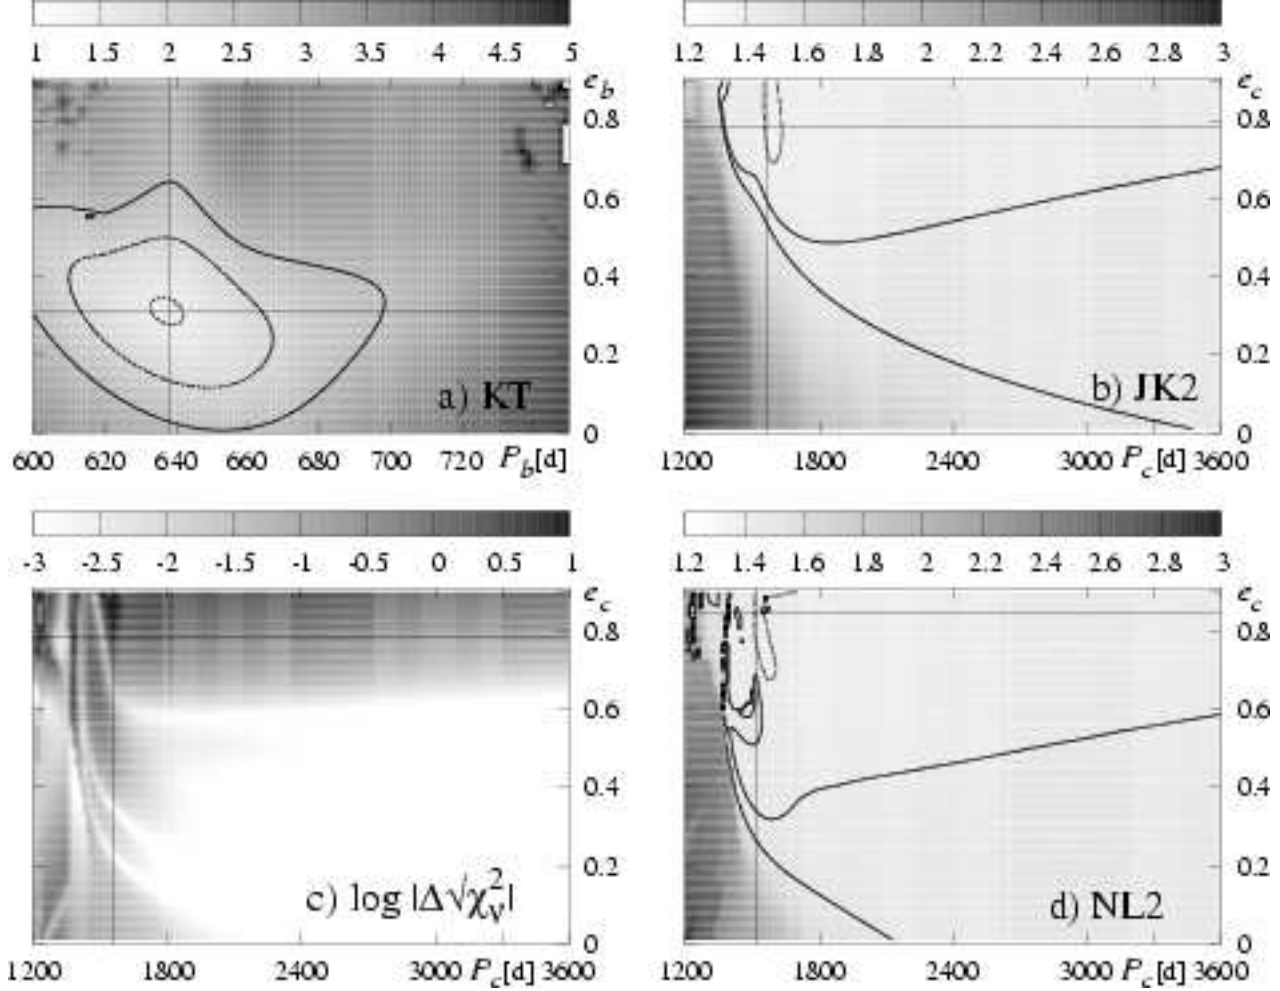 1 1.5 2 2.5 3 3.5 4 4.5 5
e_b
0.8
0.6
0.4
0.2
0
a) KT
600 620 640 660 680 700 720 P_b[d]
1.2 1.4 1.6 1.8 2 2.2 2.4 2.6 2.8 3
e_c
0.8
0.6
0.4
0.2
0
b) JK2
1200 1800 2400 3000 P_c[d] 3600
-3 -2.5 -2 -1.5 -1 -0.5 0 0.5 1
e_c
0.8
0.6
0.4
0.2
0
c) log |Δ√χ_ν^2|
1200 1800 2400 3000 P_c[d] 3600
1.2 1.4 1.6 1.8 2 2.2 2.4 2.6 2.8 3
e_c
0.8
0.6
0.4
0.2
0
d) NL2
1200 1800 2400 3000 P_c[d] 3600